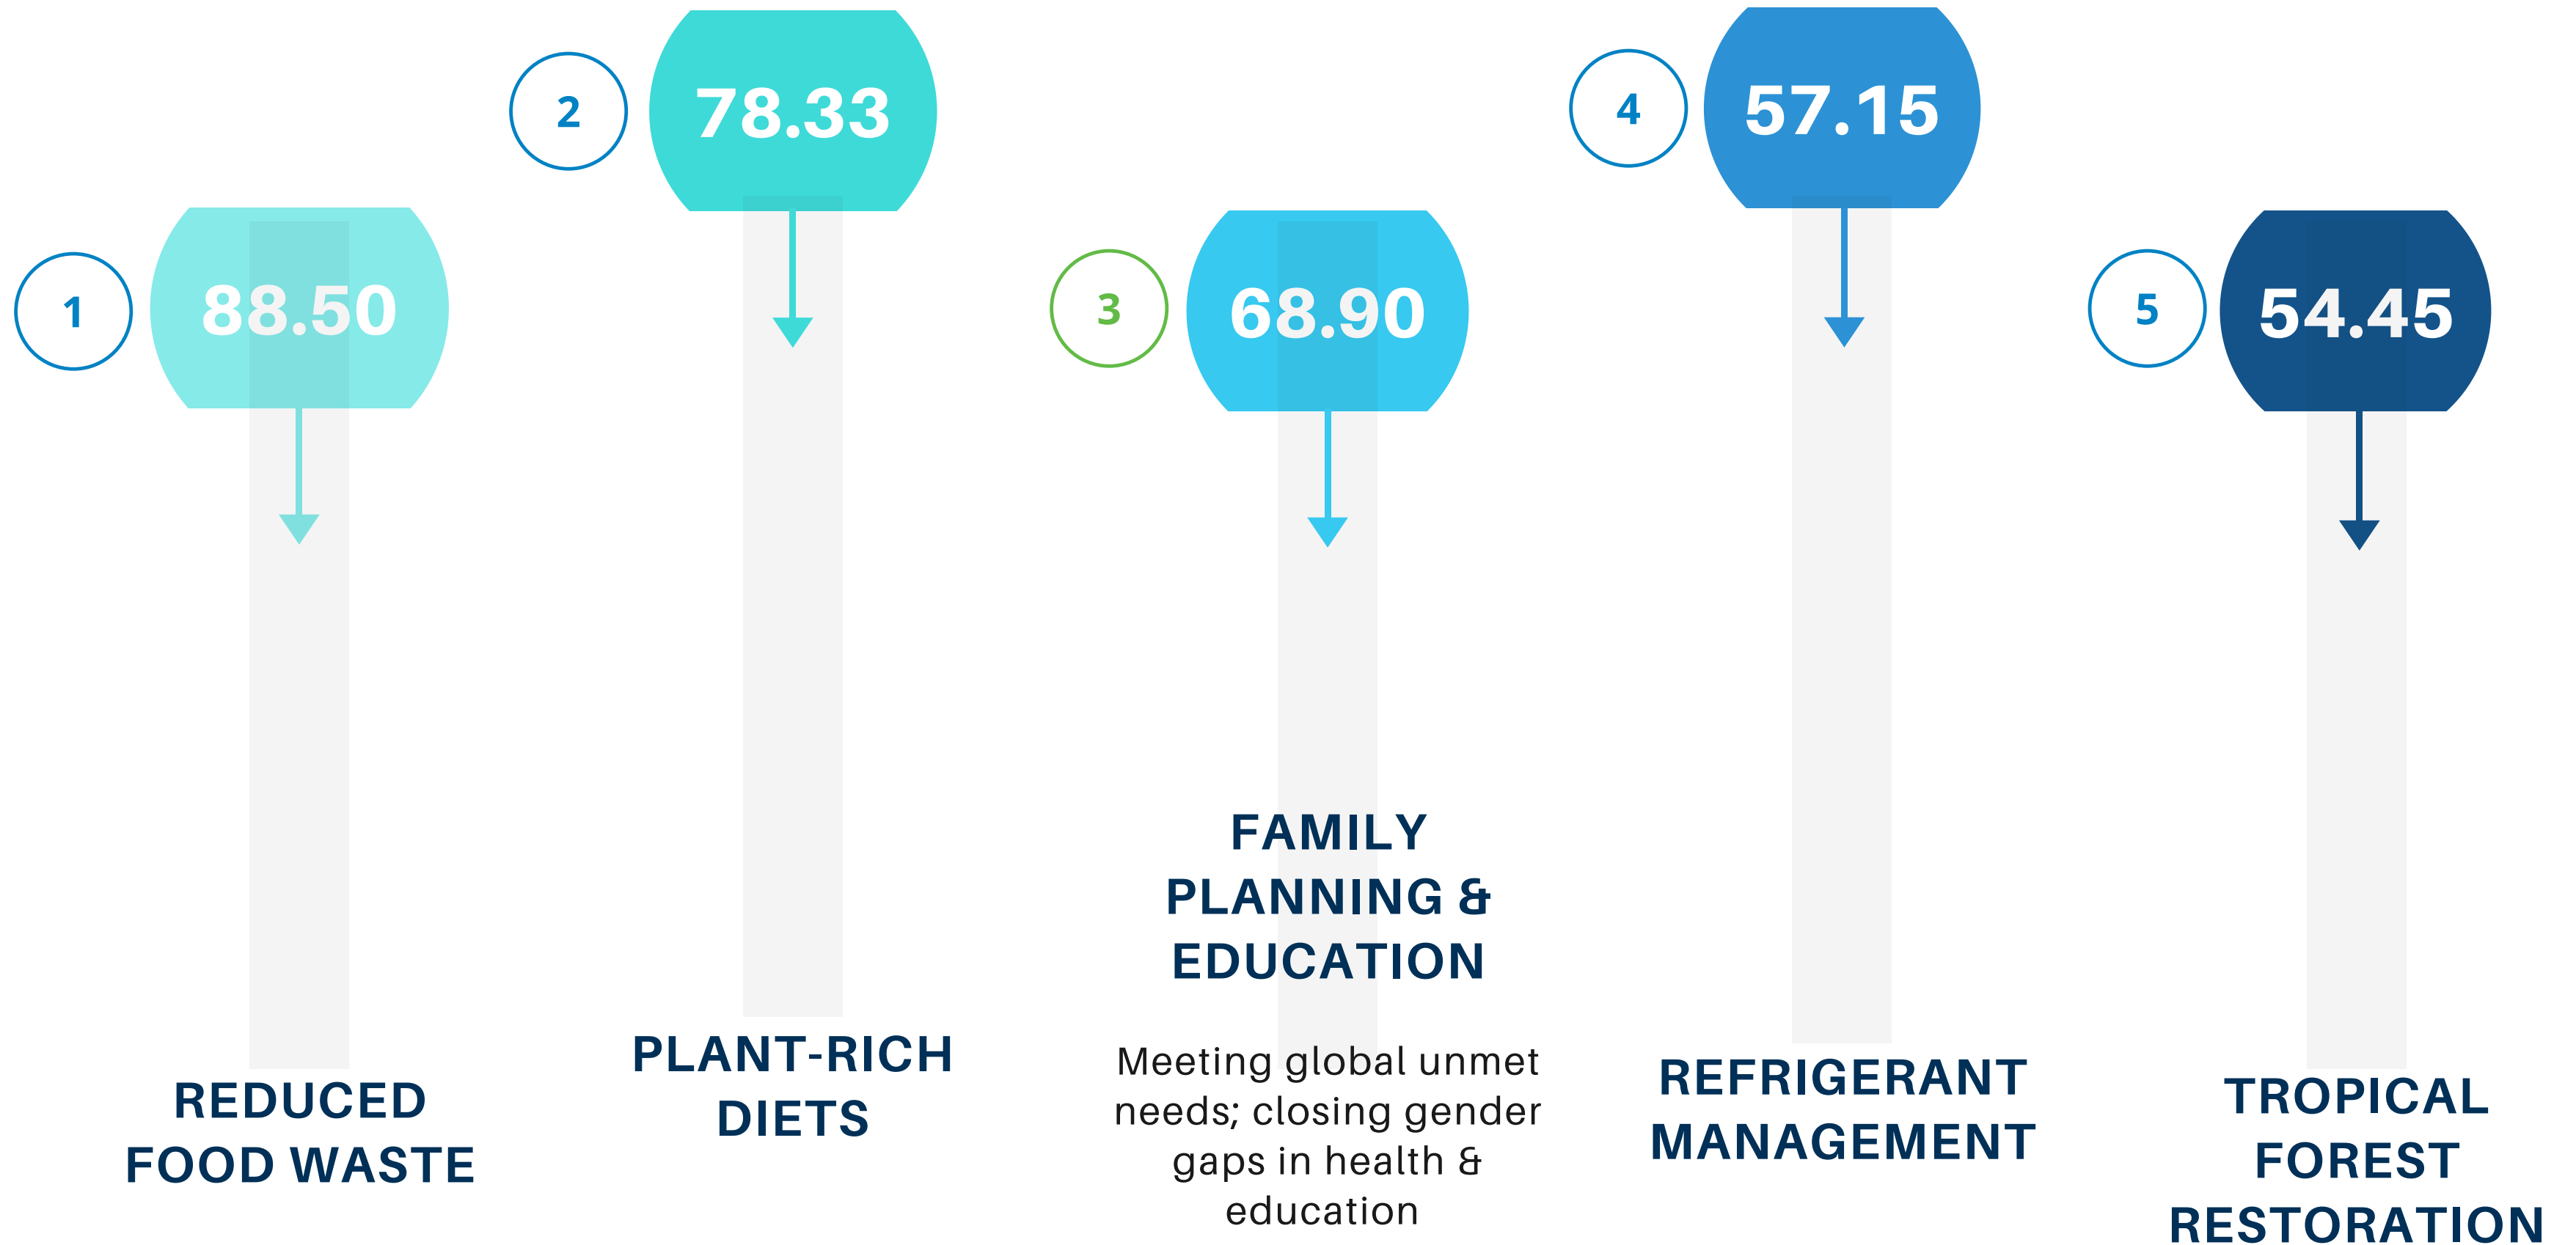 1
88.50
REDUCED
FOOD WASTE
2
78.33
PLANT-RICH
DIETS
3
68.90
FAMILY
PLANNING &
EDUCATION
Meeting global unmet
needs; closing gender
gaps in health &
education
4
57.15
REFRIGERANT
MANAGEMENT
5
54.45
TROPICAL
FOREST
RESTORATION